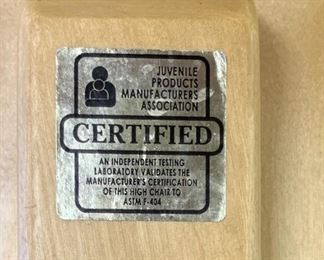 JUVENILE
PRODUCTS
MANUFACTURERS
ASSOCIATION
CERTIFIED
AN INDEPENDENT TESTING
LABORATORY VALIDATES THE
MANUFACTURER'S CERTIFICATION
OF THIS HIGH CHAIR TO
ASTM F-404